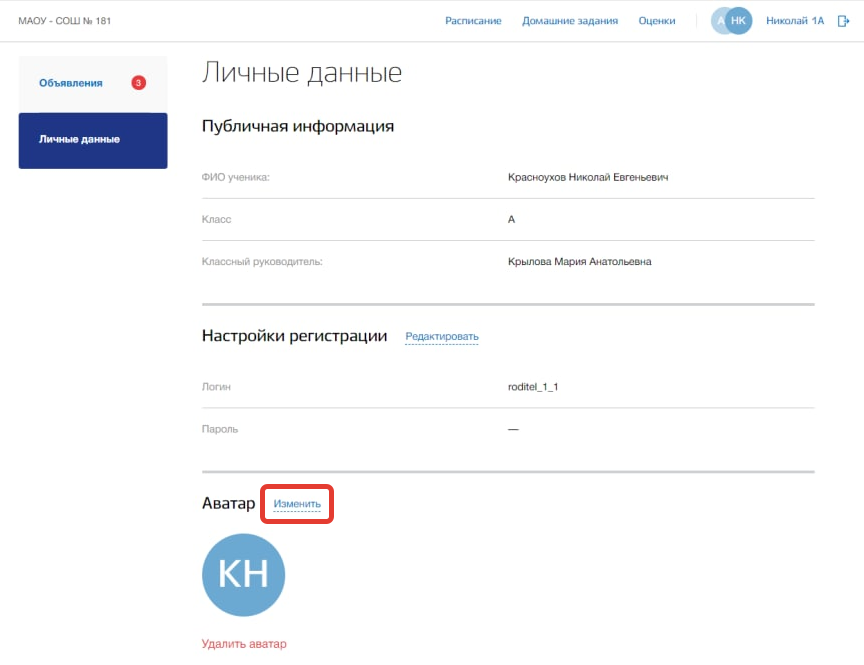 МАОУ - СОШ № 181
Расписание Домашние задания Оценки А НК Николай 1А
Объявления 3
Личные данные
Личные данные
Публичная информация
ФИО ученика: Красноухов Николай Евгеньевич
Класс А
Классный руководитель: Крылова Мария Анатольевна
Настройки регистрации Редактировать
Логин roditel_1_1
Пароль —
Аватар Изменить
КН
Удалить аватар